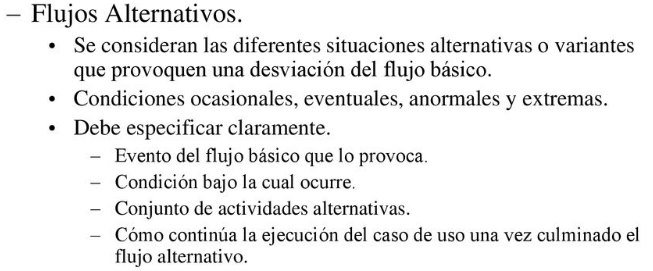 – Flujos Alternativos.
• Se consideran las diferentes situaciones alternativas o variantes
que provoquen una desviación del flujo básico.
• Condiciones ocasionales, eventuales, anormales y extremas.
• Debe especificar claramente.
– Evento del flujo básico que lo provoca.
– Condición bajo la cual ocurre.
– Conjunto de actividades alternativas.
– Cómo continúa la ejecución del caso de uso una vez culminado el
flujo alternativo.